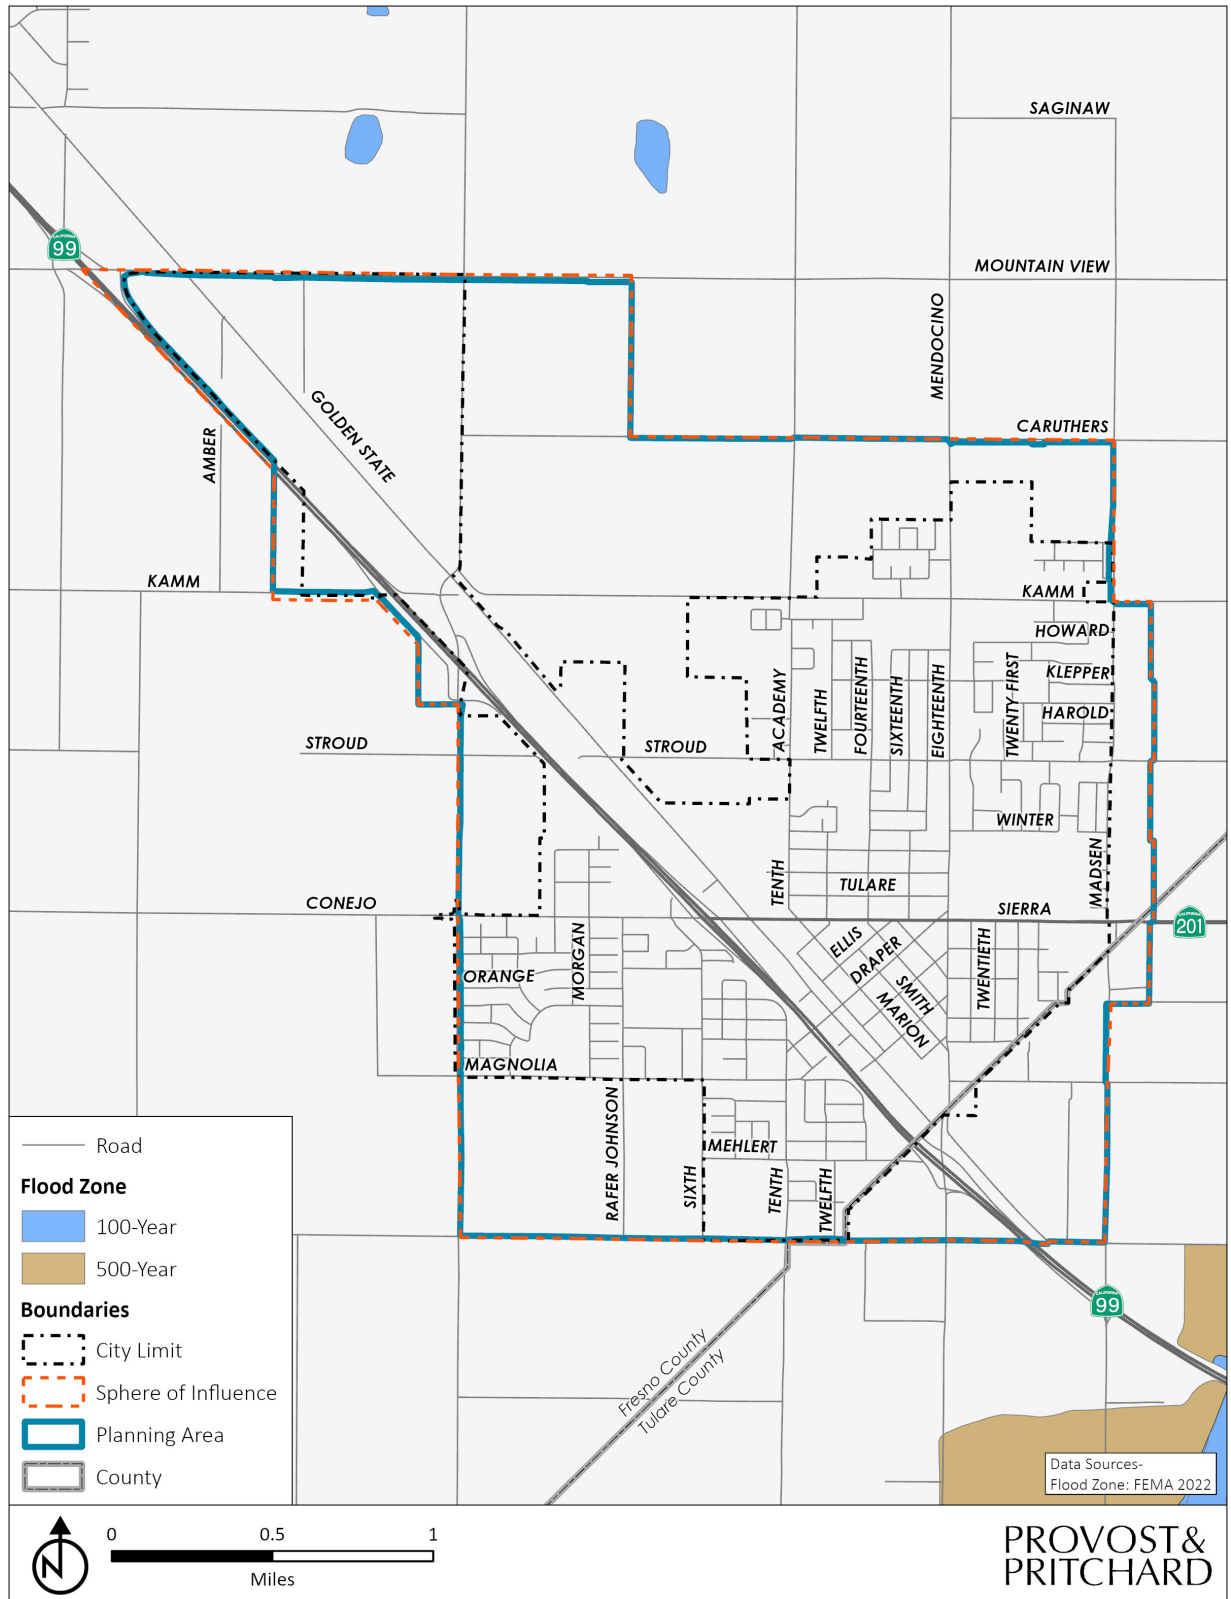 SAGINAW
CALIFORNIA
99
MOUNTAIN VIEW
MENDOCINO
GOLDEN STATE
CARUTHERS
AMBER
KAMM
KAMM
HOWARD
KLEPPER
HAROLD
TWENTY FIRST
ACADEMY
TWELFTH
FOURTEENTH
SIXTEENTH
EIGHTEENTH
STROUD
STROUD
WINTER
MADSEN
TENTH
TULARE
CONEJO
SIERRA
CALIFORNIA
201
ELLIS
DRAPER
SMITH
MARION
TWENTIETH
MORGAN
ORANGE
MAGNOLIA
RAFER JOHNSON
SIXTH
MEHLERT
TENTH
TWELFTH
CALIFORNIA
99
Fresno County
Tulare County
Road
Flood Zone
100-Year
500-Year
Boundaries
City Limit
Sphere of Influence
Planning Area
County
Data Sources-
Flood Zone: FEMA 2022
N
0 0.5 1
Miles
PROVOST&
PRITCHARD